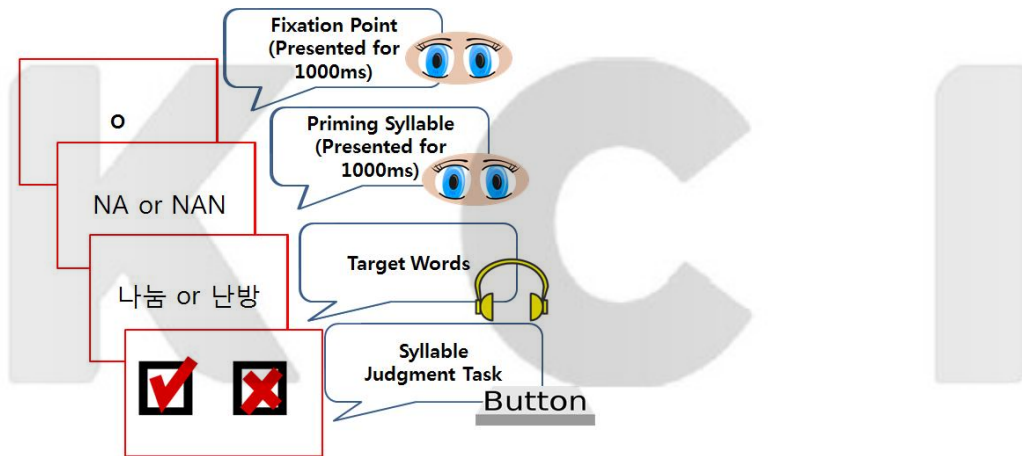 Fixation Point
(Presented for
1000ms)
o
Priming Syllable
(Presented for
1000ms)
NA or NAN
Target Words
나눔 or 난방
Syllable
Judgment Task
Button
KCI